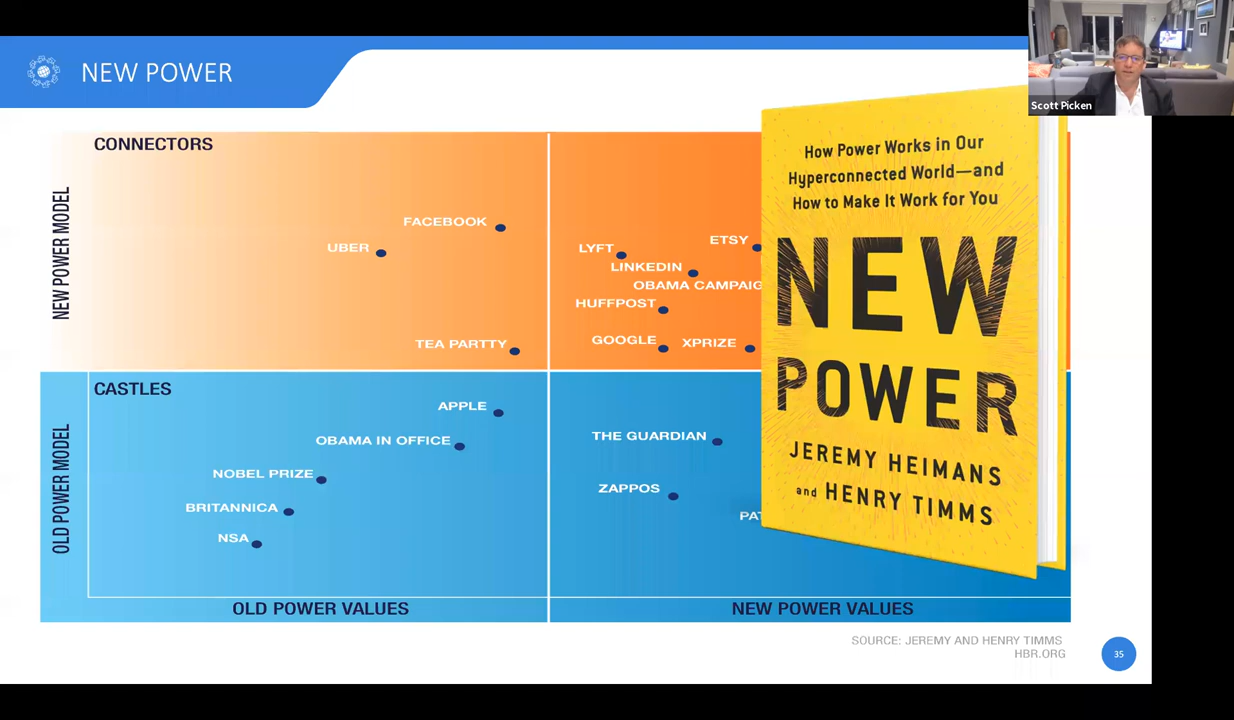 NEW POWER
Scott Picken
CONNECTORS
NEW POWER MODEL
FACEBOOK
UBER
LYFT
ETSY
LINKEDIN
OBAMA CAMPAIG
HUFFPOST
GOOGLE
XPRIZE
TEA PARTTY
CASTLES
OLD POWER MODEL
APPLE
OBAMA IN OFFICE
NOBEL PRIZE
BRITANNICA
NSA
THE GUARDIAN
ZAPPOS
PAT
OLD POWER VALUES
NEW POWER VALUES
How Power Works in Our
Hyperconnected World—and
How to Make It Work for You
NEW
POWER
JEREMY HEIMANS
and HENRY TIMMS
SOURCE: JEREMY AND HENRY TIMMS
HBR.ORG
35